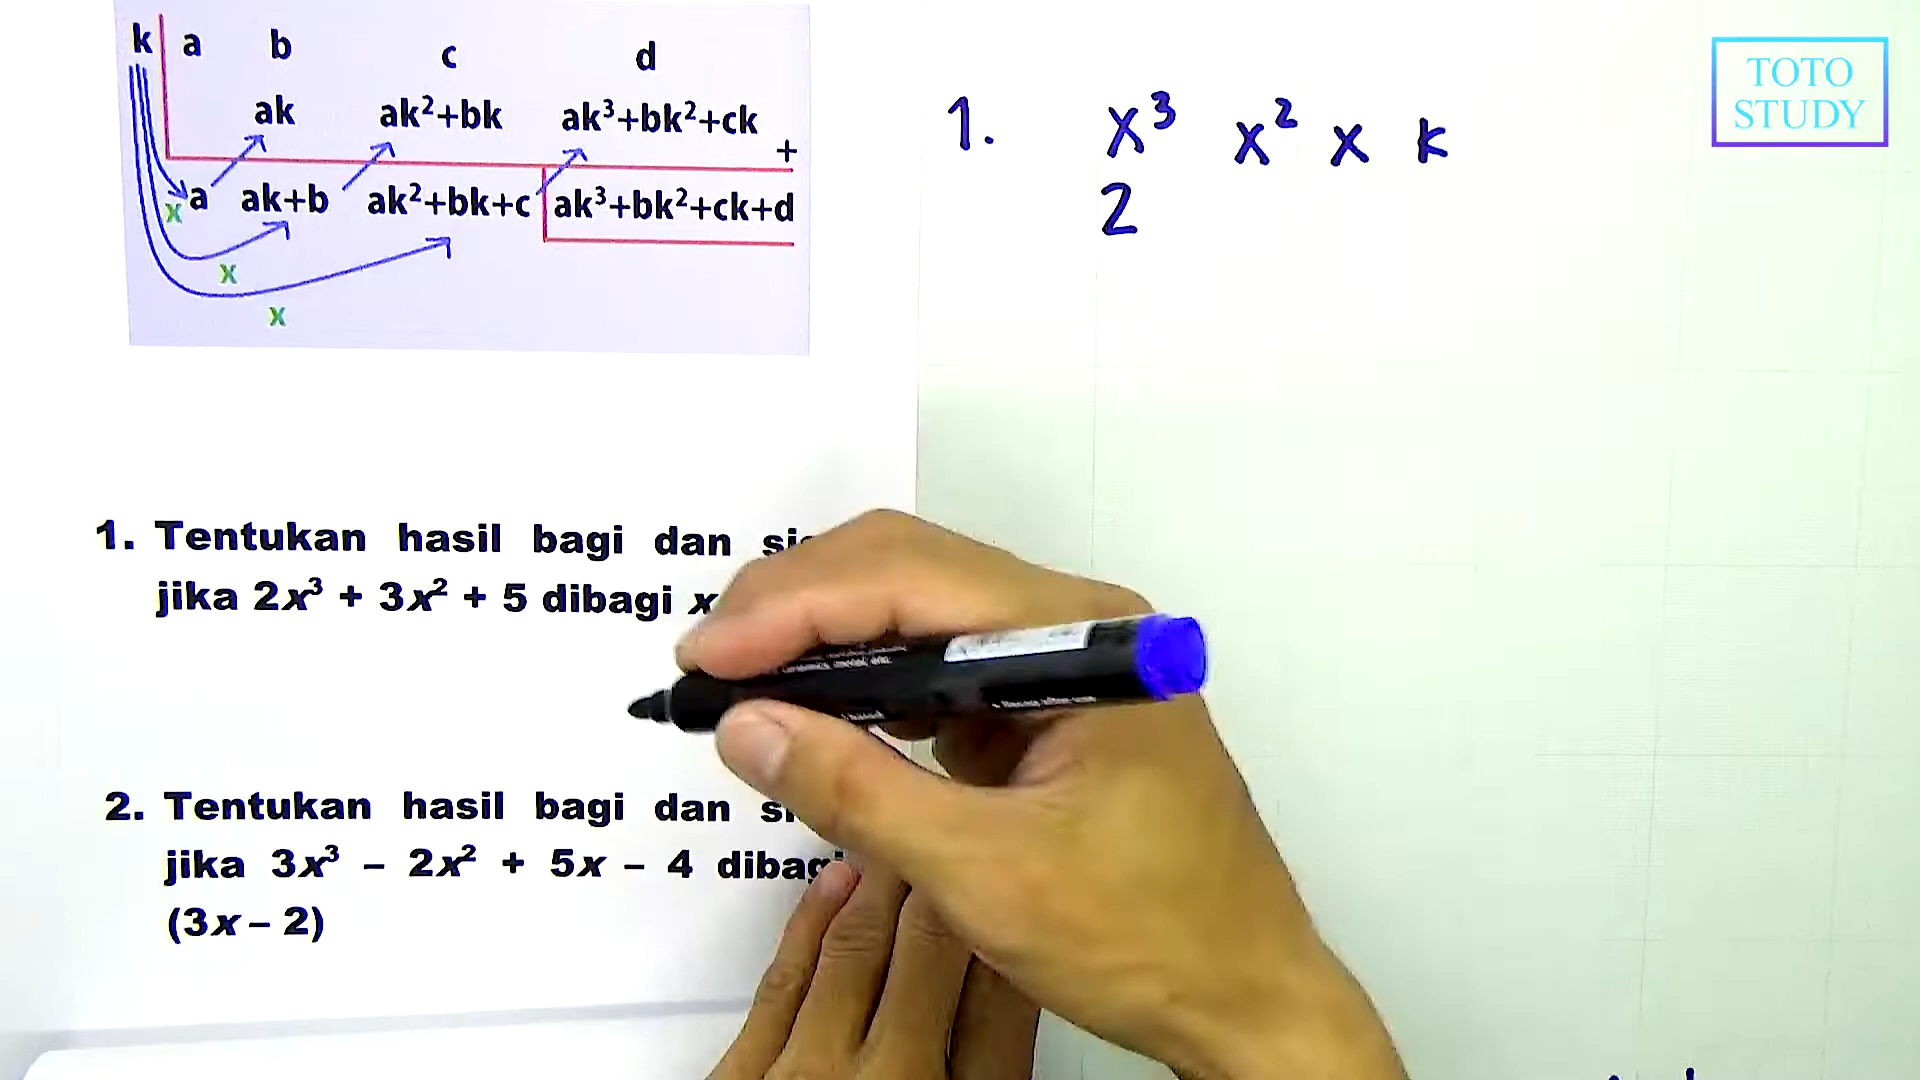 k a b c d
ak ak²+bk ak³+bk²+ck
+
a ak+b ak²+bk+c ak³+bk²+ck+d
x
x
x
1. x³ x² x k
2
TOTO
STUDY
1. Tentukan hasil bagi dan
jika 2x³ + 3x² + 5 dibagi x
2. Tentukan hasil bagi dan
jika 3x³ – 2x² + 5x – 4 dibagi
(3x – 2)